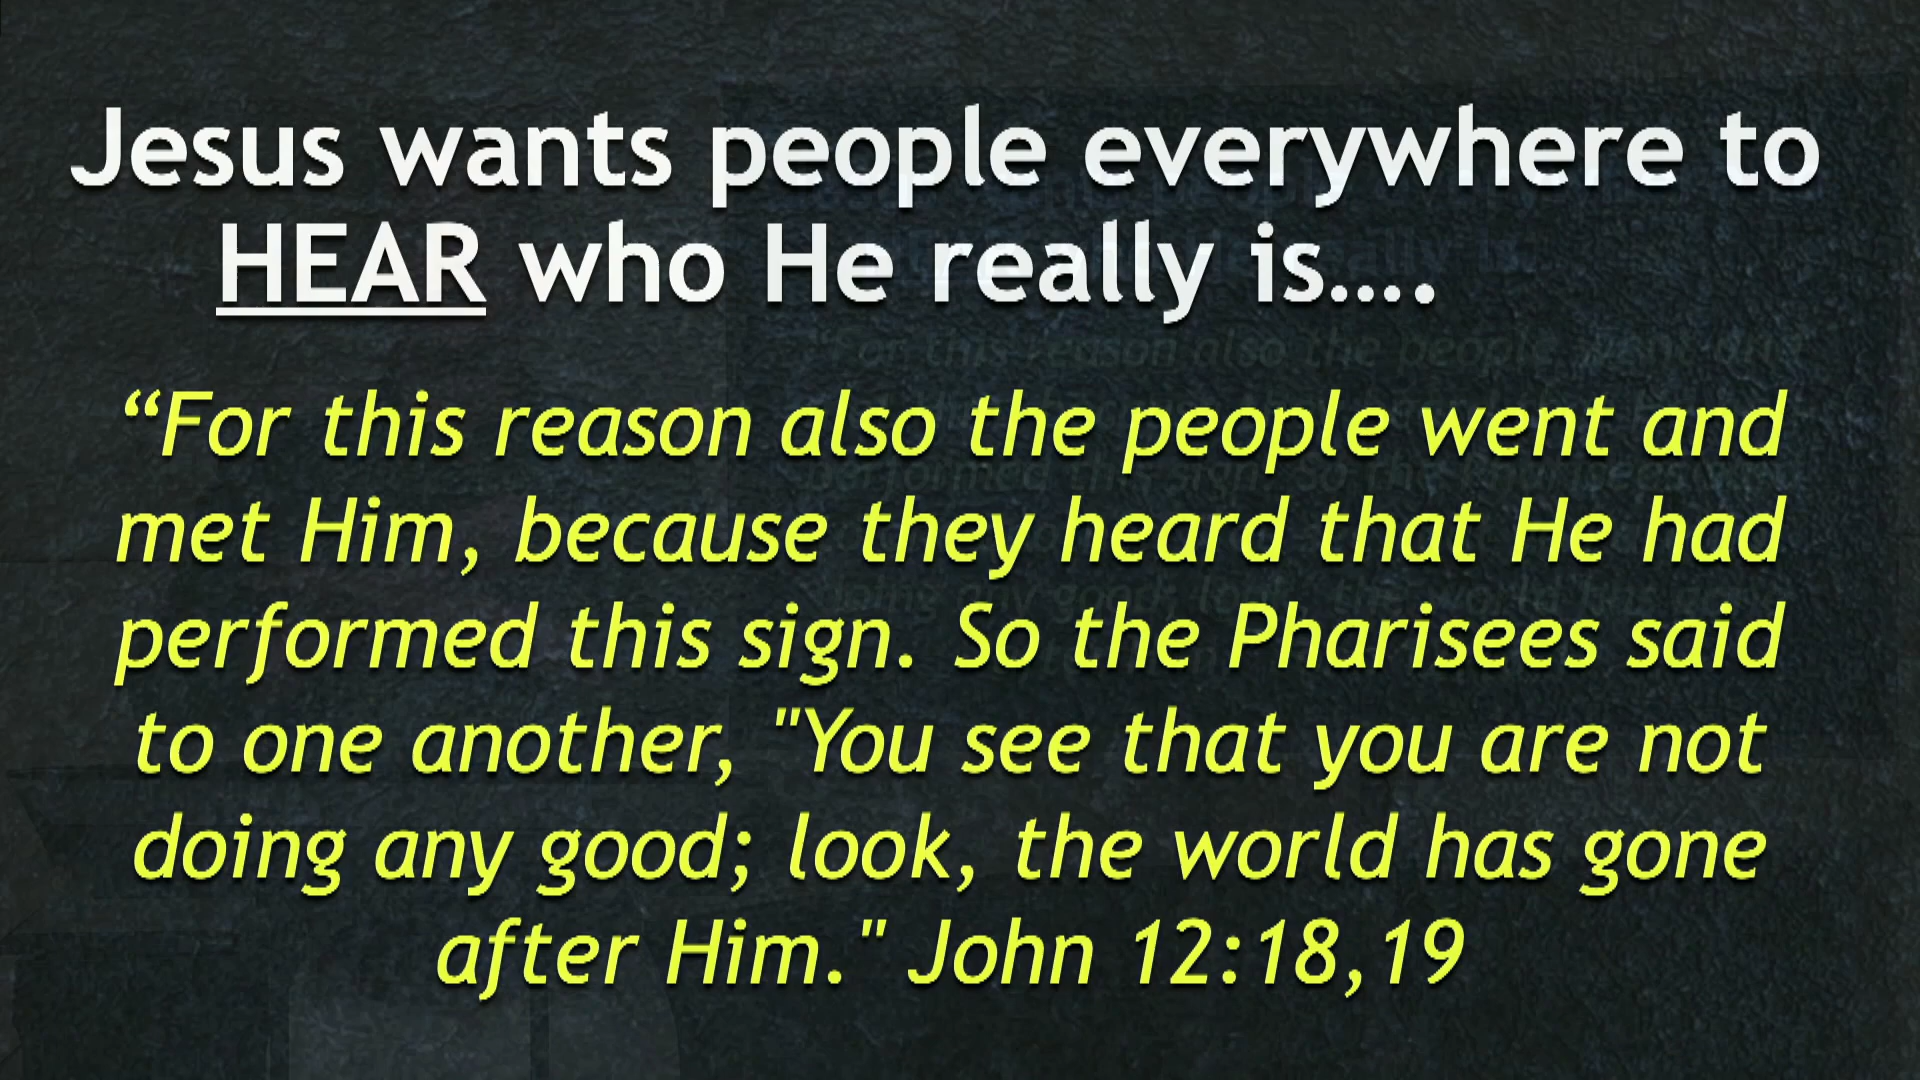 Jesus wants people everywhere to
HEAR who He really is….
“For this reason also the people went and
met Him, because they heard that He had
performed this sign. So the Pharisees said
to one another, "You see that you are not
doing any good; look, the world has gone
after Him." John 12:18,19